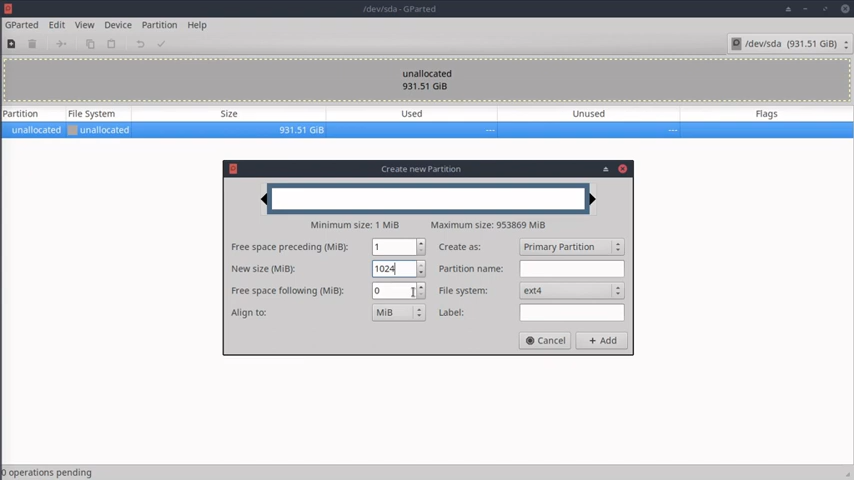 /dev/sda - GParted
GParted Edit View Device Partition Help
/dev/sda (931.51 GiB)
unallocated
931.51 GiB
Partition File System Size Used Unused Flags
unallocated unallocated 931.51 GiB --- ---
Create new Partition
Minimum size: 1 MiB Maximum size: 953869 MiB
Free space preceding (MiB): 1 Create as: Primary Partition
New size (MiB): 1024 Partition name:
Free space following (MiB): 0 File system: ext4
Align to: MiB Label:
Cancel Add
0 operations pending